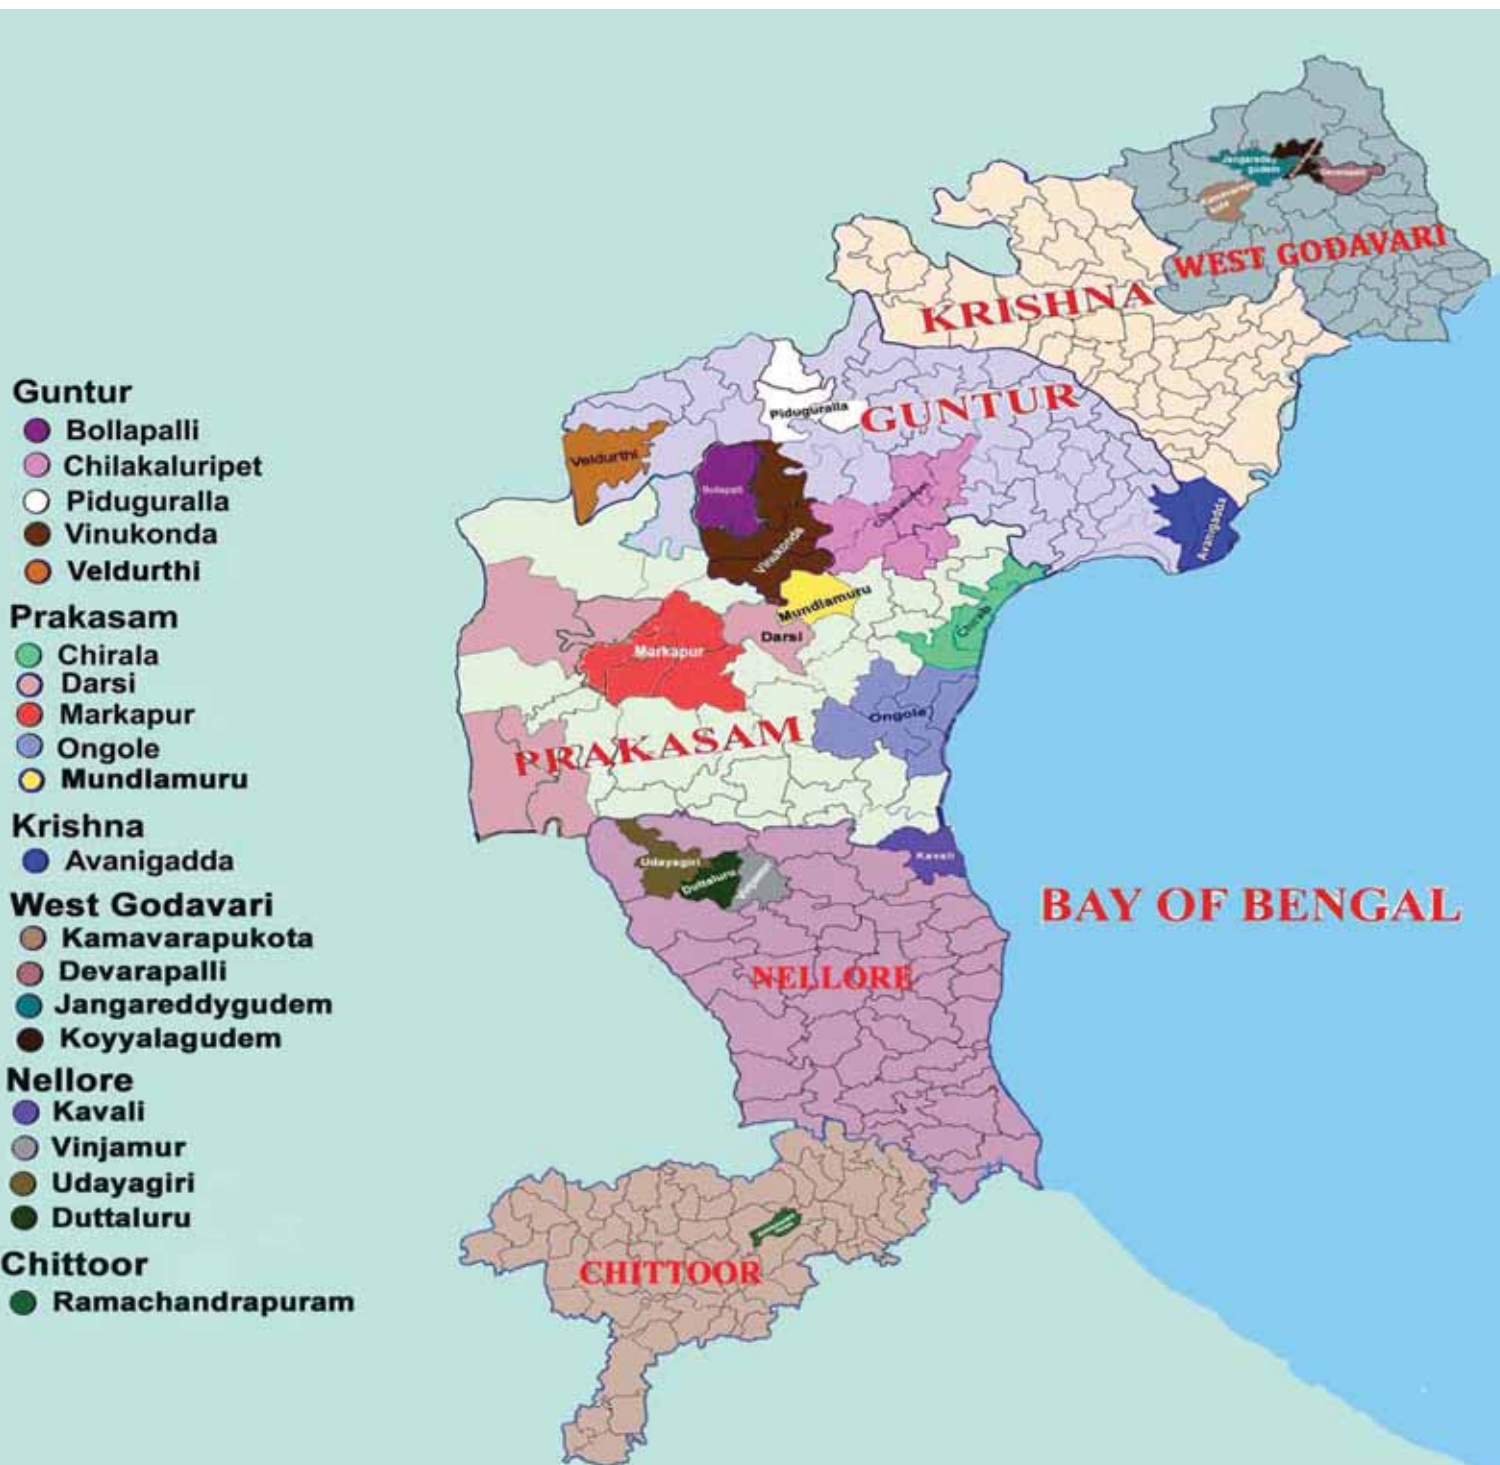 Guntur
Bollapalli
Chilakaluripet
Piduguralla
Vinukonda
Veldurthi
Prakasam
Chirala
Darsi
Markapur
Ongole
Mundlamuru
Krishna
Avanigadda
West Godavari
Kamavarapukota
Devarapalli
Jangareddygudem
Koyyalagudem
Nellore
Kavali
Vinjamur
Udayagiri
Duttaluru
Chittoor
Ramachandrapuram
Jangareddy
gudem
WEST GODAVARI
KRISHNA
Piduguralla
GUNTUR
Veldurthi
Vinukonda
Avanigadda
Mundlamuru
Darsi
Markapur
Ongole
PRAKASAM
Kavali
Udayagiri
Duttaluru
BAY OF BENGAL
NELLORE
CHITTOOR